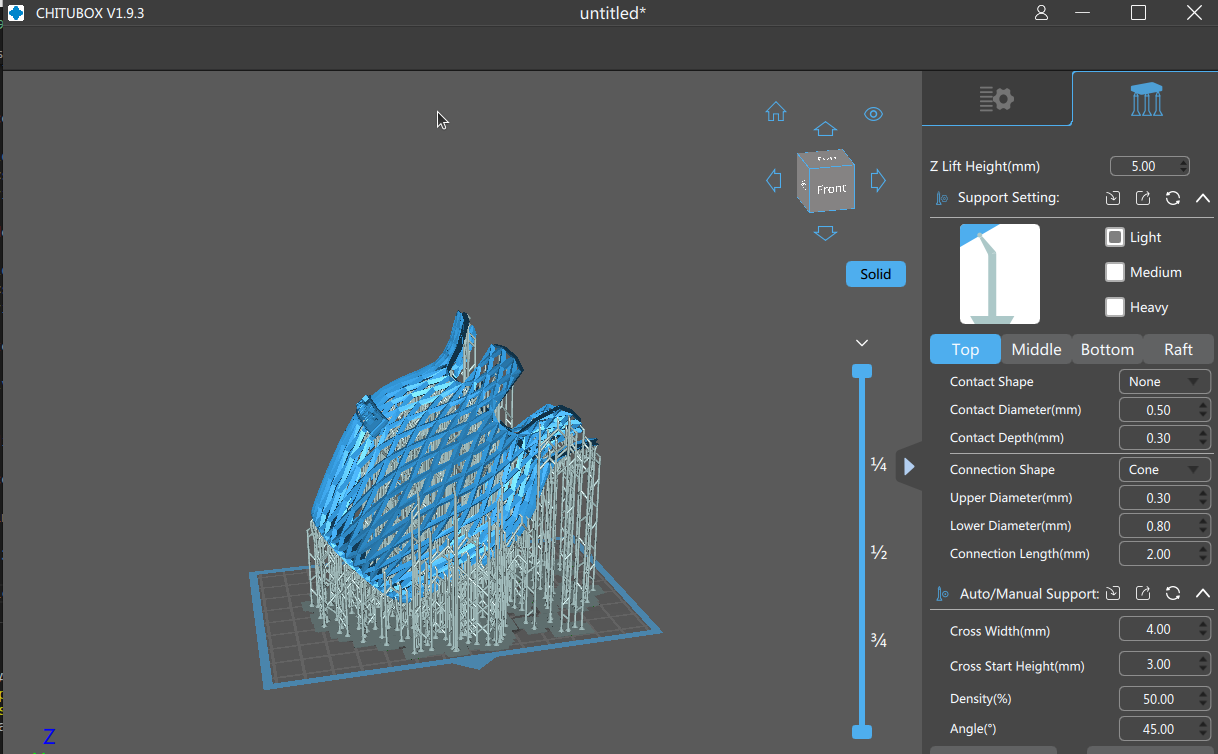 CHITUBOX V1.9.3
untitled*
Front
Solid
¼
½
¾
Z
Z Lift Height(mm) 5.00
Support Setting:
Light
Medium
Heavy
Top Middle Bottom Raft
Contact Shape None
Contact Diameter(mm) 0.50
Contact Depth(mm) 0.30
Connection Shape Cone
Upper Diameter(mm) 0.30
Lower Diameter(mm) 0.80
Connection Length(mm) 2.00
Auto/Manual Support:
Cross Width(mm) 4.00
Cross Start Height(mm) 3.00
Density(%) 50.00
Angle(°) 45.00